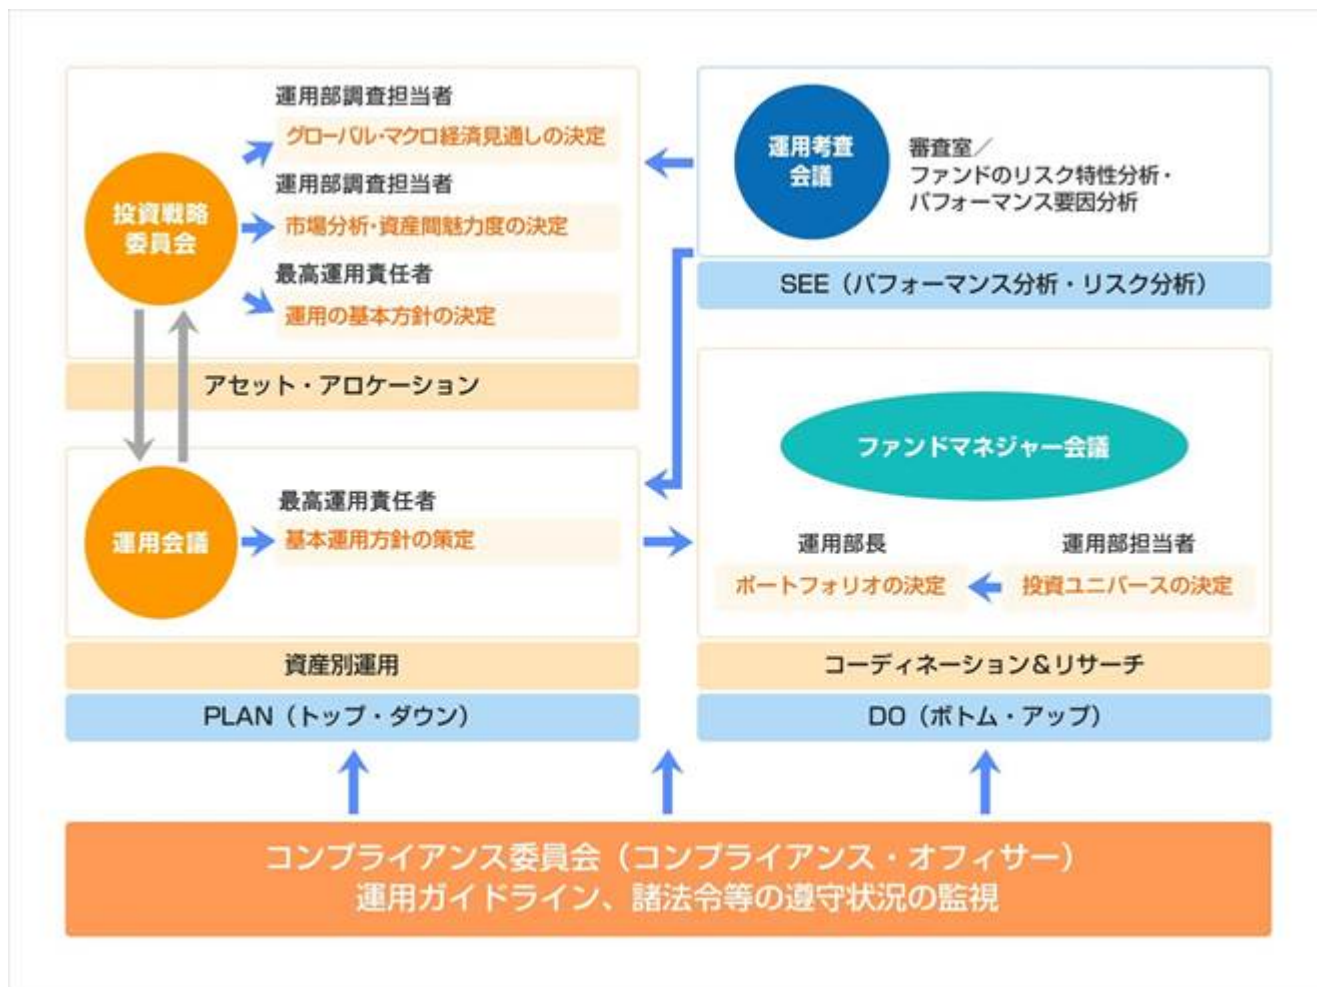 運用部調査担当者
グローバル・マクロ経済見通しの決定
投資戦略
委員会
運用部調査担当者
市場分析・資産間魅力度の決定
最高運用責任者
運用の基本方針の決定
アセット・アロケーション
運用考査
会議
審査室／
ファンドのリスク特性分析・
パフォーマンス要因分析
SEE（パフォーマンス分析・リスク分析）
運用会議
最高運用責任者
基本運用方針の策定
資産別運用
PLAN（トップ・ダウン）
ファンドマネジャー会議
運用部長
ポートフォリオの決定
運用部担当者
投資ユニバースの決定
コーディネーション＆リサーチ
DO（ボトム・アップ）
コンプライアンス委員会（コンプライアンス・オフィサー）
運用ガイドライン、諸法令等の遵守状況の監視